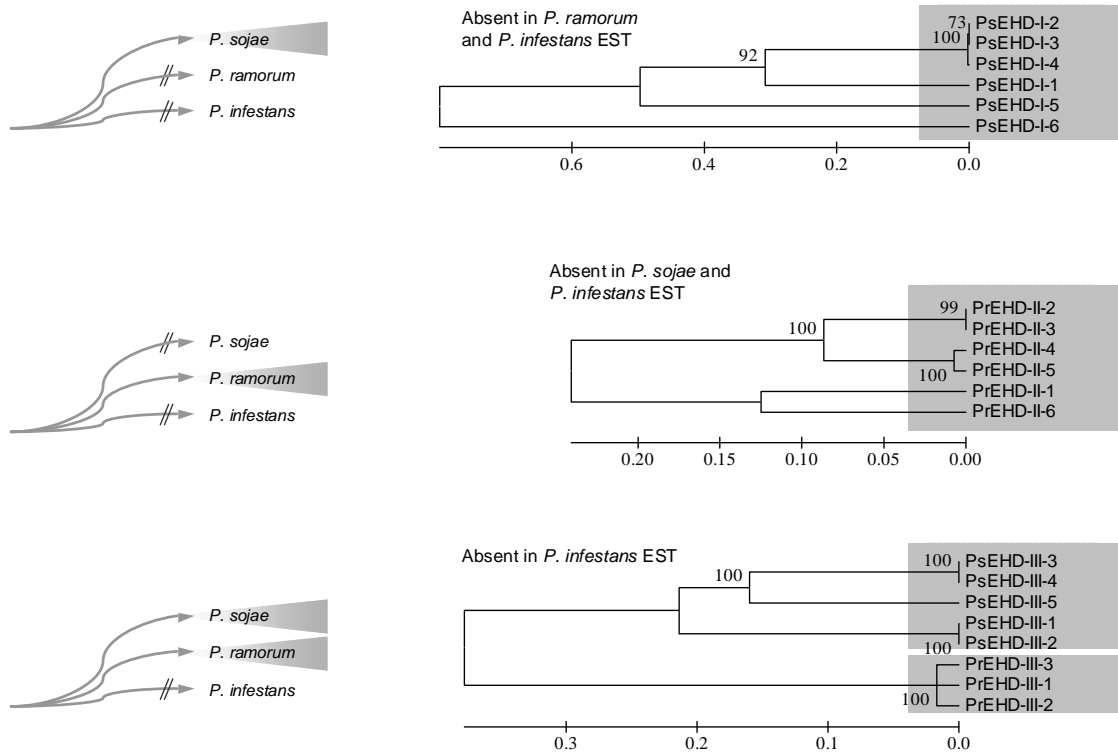 P. sojae
P. ramorum
P. infestans
Absent in P. ramorum
and P. infestans EST
73
100
92
PsEHD-I-2
PsEHD-I-3
PsEHD-I-4
PsEHD-I-1
PsEHD-I-5
PsEHD-I-6
0.6 0.4 0.2 0.0
P. sojae
P. ramorum
P. infestans
Absent in P. sojae and
P. infestans EST
99
100
100
PrEHD-II-2
PrEHD-II-3
PrEHD-II-4
PrEHD-II-5
PrEHD-II-1
PrEHD-II-6
0.20 0.15 0.10 0.05 0.00
P. sojae
P. ramorum
P. infestans
Absent in P. infestans EST
100
100
100
100
PsEHD-III-3
PsEHD-III-4
PsEHD-III-5
PsEHD-III-1
PsEHD-III-2
PrEHD-III-3
PrEHD-III-1
PrEHD-III-2
0.3 0.2 0.1 0.0